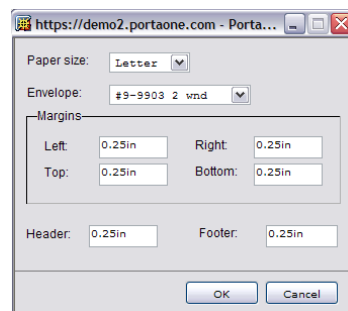 https://demo2.portaone.com - Porta...
Paper size: Letter
Envelope: #9-9903 2 wnd
Margins
Left: 0.25in Right: 0.25in
Top: 0.25in Bottom: 0.25in
Header: 0.25in Footer: 0.25in
OK Cancel